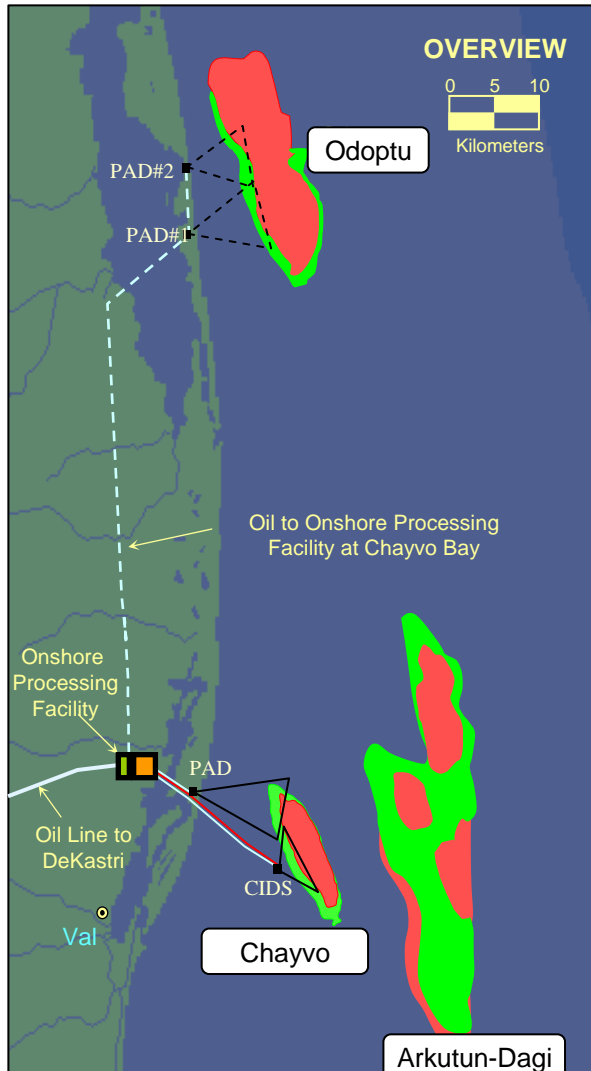 OVERVIEW
0 5 10
Kilometers
Odoptu
PAD#2
PAD#1
Oil to Onshore Processing
Facility at Chayvo Bay
Onshore
Processing
Facility
PAD
Oil Line to
DeKastri
CIDS
Val
Chayvo
Arkutun-Dagi